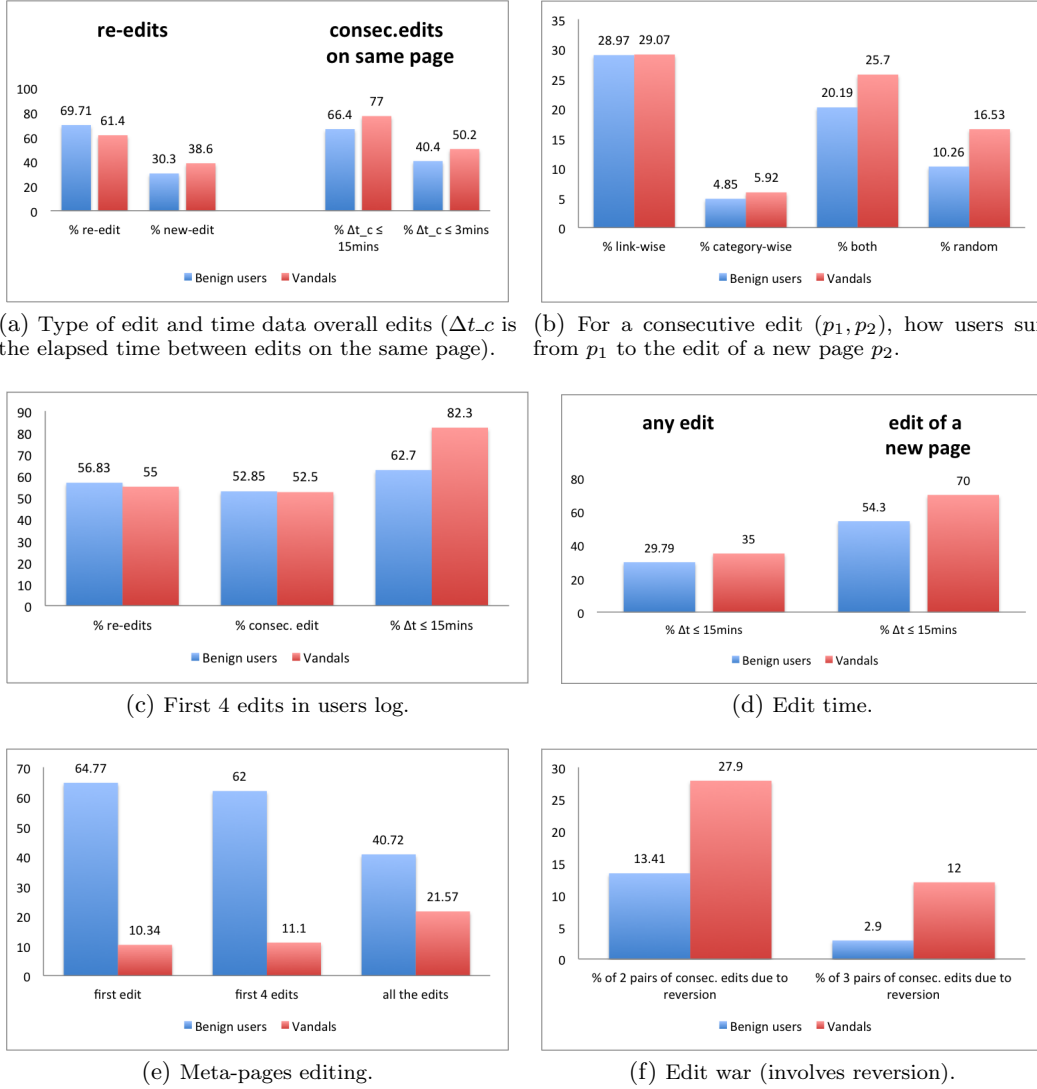 re-edits
consec.edits
on same page
100
80
60
40
20
0
69.71
61.4
30.3
38.6
66.4
77
40.4
50.2
% re-edit
% new-edit
% Δt_c ≤
15mins
% Δt_c ≤ 3mins
Benign users
Vandals
35
30
25
20
15
10
5
0
28.97
29.07
4.85
5.92
20.19
25.7
10.26
16.53
% link-wise
% category-wise
% both
% random
Benign users
Vandals
(a) Type of edit and time data overall edits (Δt_c is
the elapsed time between edits on the same page).
(b) For a consecutive edit (p1, p2), how users su
from p1 to the edit of a new page p2.
90
80
70
60
50
40
30
20
10
0
56.83
55
52.85
52.5
62.7
82.3
% re-edits
% consec. edit
% Δt ≤ 15mins
Benign users
Vandals
any edit
edit of a
new page
80
60
40
20
0
29.79
35
54.3
70
% Δt ≤ 15mins
% Δt ≤ 15mins
Benign users
Vandals
(c) First 4 edits in users log.
(d) Edit time.
70
60
50
40
30
20
10
0
64.77
10.34
62
11.1
40.72
21.57
first edit
first 4 edits
all the edits
Benign users
Vandals
30
25
20
15
10
5
0
13.41
27.9
2.9
12
% of 2 pairs of consec. edits due to
reversion
% of 3 pairs of consec. edits due to
reversion
Benign users
Vandals
(e) Meta-pages editing.
(f) Edit war (involves reversion).